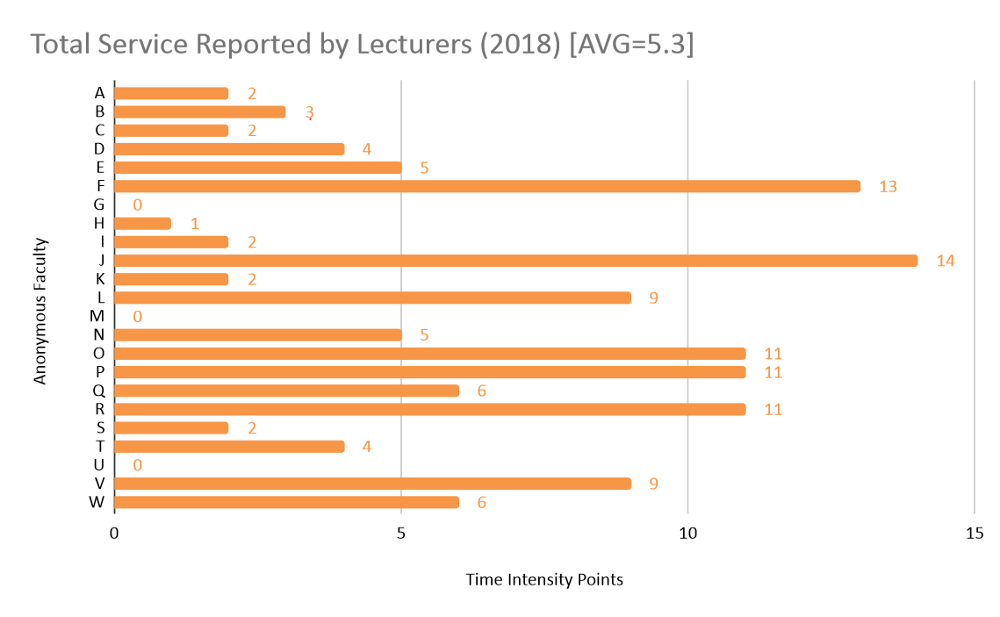 Total Service Reported by Lecturers (2018) [AVG=5.3]
Anonymous Faculty
A 2
B 3
C 2
D 4
E 5
F 13
G 0
H 1
I 2
J 14
K 2
L 9
M 0
N 5
O 11
P 11
Q 6
R 11
S 2
T 4
U 0
V 9
W 6
0 5 10 15
Time Intensity Points